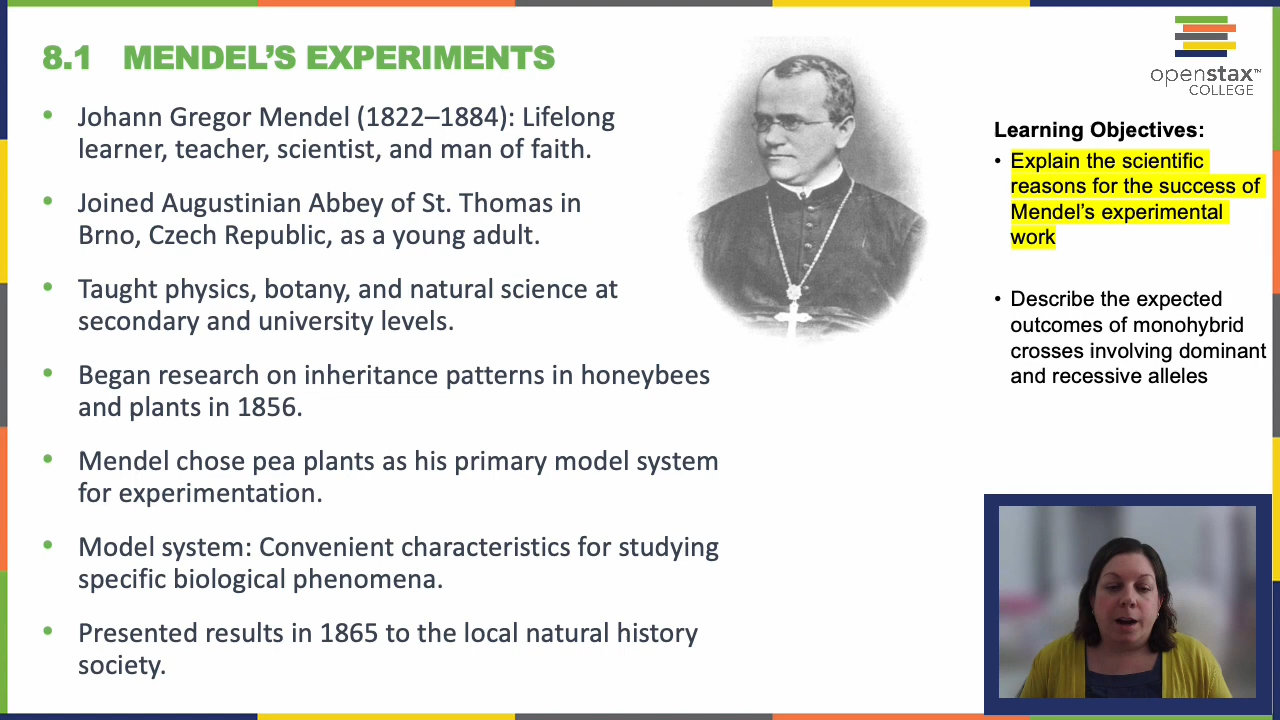 8.1 MENDEL’S EXPERIMENTS
• Johann Gregor Mendel (1822–1884): Lifelong
learner, teacher, scientist, and man of faith.
• Joined Augustinian Abbey of St. Thomas in
Brno, Czech Republic, as a young adult.
• Taught physics, botany, and natural science at
secondary and university levels.
• Began research on inheritance patterns in honeybees
and plants in 1856.
• Mendel chose pea plants as his primary model system
for experimentation.
• Model system: Convenient characteristics for studying
specific biological phenomena.
• Presented results in 1865 to the local natural history
society.
openstax™
COLLEGE
Learning Objectives:
• Explain the scientific
reasons for the success of
Mendel’s experimental
work
• Describe the expected
outcomes of monohybrid
crosses involving dominant
and recessive alleles